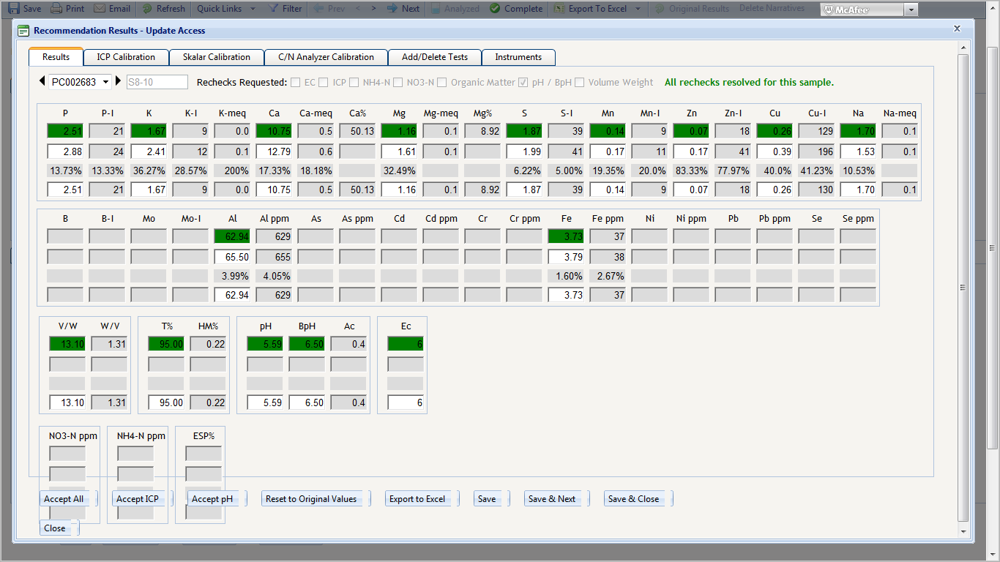 Save Print Email Refresh Quick Links Filter Prev < > Next Analyzed Complete Export To Excel Original Results Delete Narratives McAfee
Recommendation Results - Update Access X
Results ICP Calibration Skalar Calibration C/N Analyzer Calibration Add/Delete Tests Instruments
PC002683 S8-10 Rechecks Requested: EC ICP NH4-N NO3-N Organic Matter pH / BpH Volume Weight All rechecks resolved for this sample.
P P-I K K-I K-meq Ca Ca-meq Ca% Mg Mg-meq Mg% S S-I Mn Mn-I Zn Zn-I Cu Cu-I Na Na-meq
2.51 21 1.67 9 0.0 10.75 0.5 50.13 1.16 0.1 8.92 1.87 39 0.14 9 0.07 18 0.26 129 1.70 0.1
2.88 24 2.41 12 0.1 12.79 0.6 1.61 0.1 1.99 41 0.17 11 0.17 41 0.39 196 1.53 0.1
13.73% 13.33% 36.27% 28.57% 200% 17.33% 18.18% 32.49% 6.22% 5.00% 19.35% 20.0% 83.33% 77.97% 40.0% 41.23% 10.53%
2.51 21 1.67 9 0.0 10.75 0.5 50.13 1.16 0.1 8.92 1.87 39 0.14 9 0.07 18 0.26 130 1.70 0.1
B B-I Mo Mo-I Al Al ppm As As ppm Cd Cd ppm Cr Cr ppm Fe Fe ppm Ni Ni ppm Pb Pb ppm Se Se ppm
62.94 629 3.73 37
65.50 655 3.79 38
3.99% 4.05% 1.60% 2.67%
62.94 629 3.73 37
V/W W/V T% HM% pH BpH Ac Ec
13.10 1.31 95.00 0.22 5.59 6.50 0.4 6
13.10 1.31 95.00 0.22 5.59 6.50 0.4 6
NO3-N ppm NH4-N ppm ESP%
Accept All Accept ICP Accept pH Reset to Original Values Export to Excel Save Save & Next Save & Close
Close